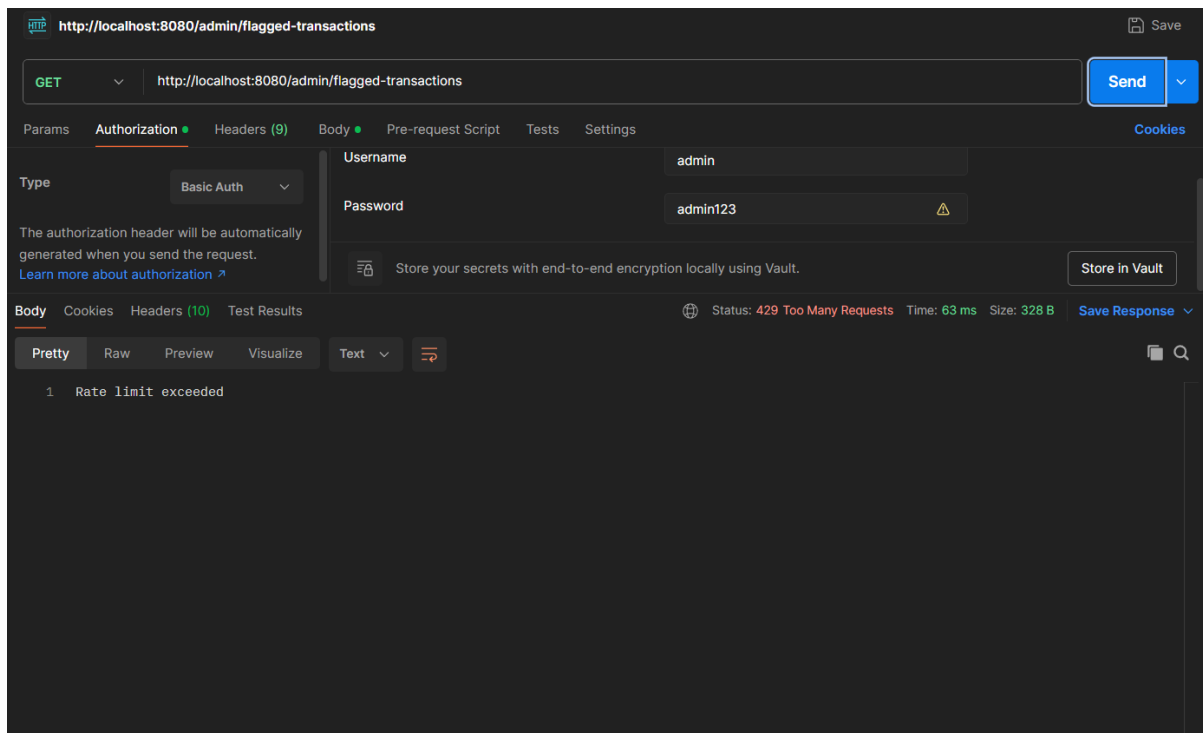 HTTP http://localhost:8080/admin/flagged-transactions Save
GET http://localhost:8080/admin/flagged-transactions Send
Params Authorization Headers (9) Body Pre-request Script Tests Settings Cookies
Type Basic Auth
The authorization header will be automatically
generated when you send the request.
Learn more about authorization ↗
Username admin
Password admin123
Store your secrets with end-to-end encryption locally using Vault. Store in Vault
Body Cookies Headers (10) Test Results Status: 429 Too Many Requests Time: 63 ms Size: 328 B Save Response
Pretty Raw Preview Visualize Text
1 Rate limit exceeded